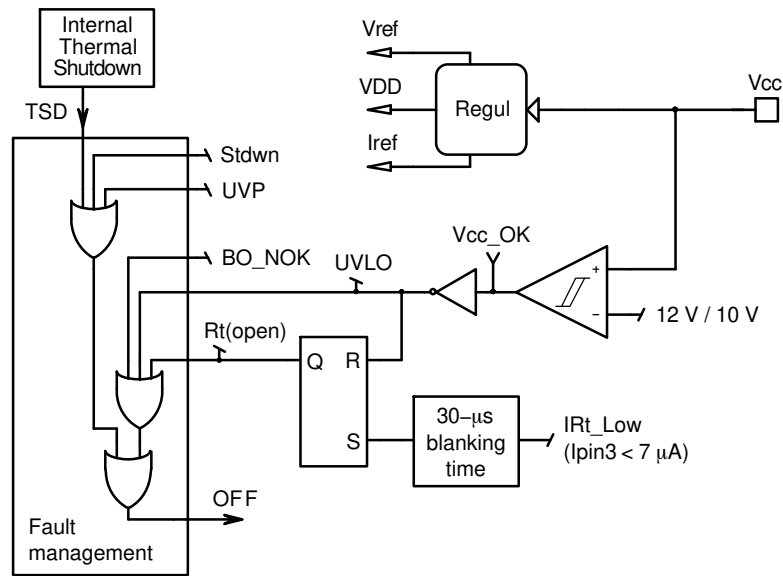 Internal
Thermal
Shutdown
TSD
Vref
VDD
Iref
Regul
Vcc
Stdwn
UVP
BO_NOK
UVLO
Vcc_OK
+
−
12 V / 10 V
Rt(open)
Q
R
S
30−μs
blanking
time
IRt_Low
(Ipin3 < 7 μA)
OFF
Fault
management